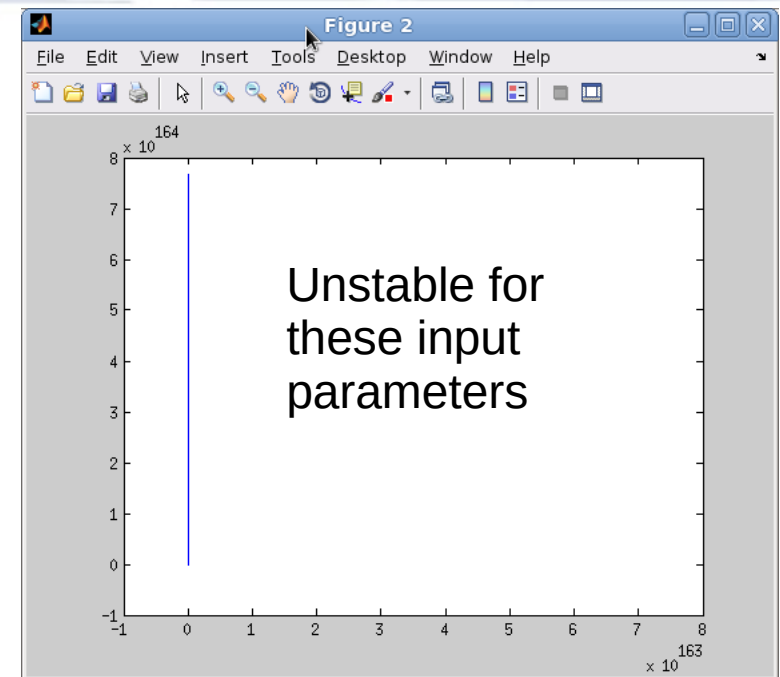 Figure 2
File Edit View Insert Tools Desktop Window Help
x 10 164
8
7
6
5
4
3
2
1
0
-1
Unstable for
these input
parameters
-1 0 1 2 3 4 5 6 7 8
x 10 163